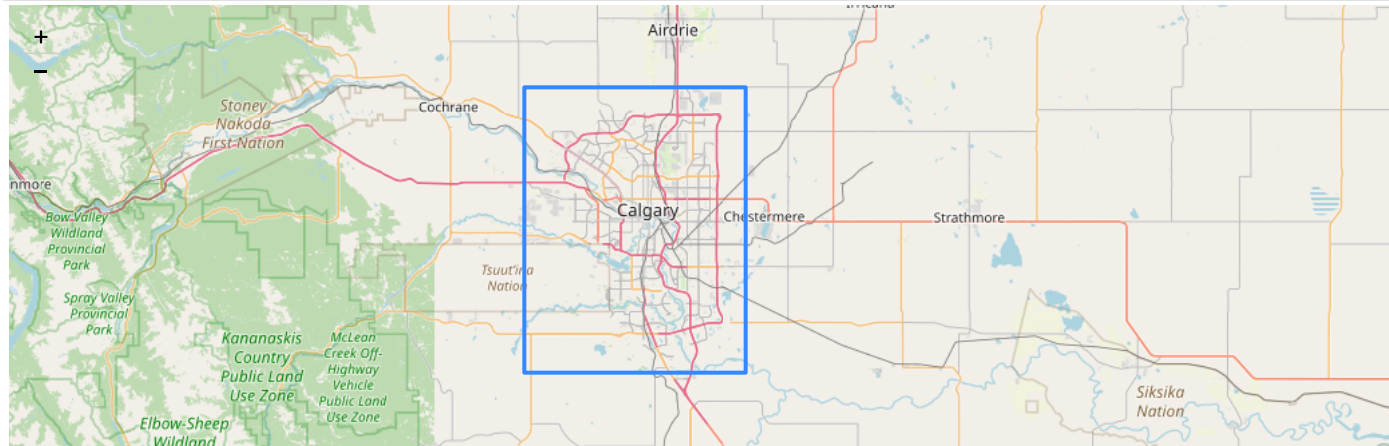 Airdrie
Stoney
Nakoda
First Nation
Cochrane
Calgary
Chestermere
Strathmore
Bow Valley
Wildland
Provincial
Park
Tsuut'ina
Nation
Spray Valley
Provincial
Park
Kananaskis
Country
Public Land
Use Zone
McLean
Creek Off-
Highway
Vehicle
Public Land
Use Zone
Siksika
Nation
Elbow-Sheep
Wildland
nmore
+
−